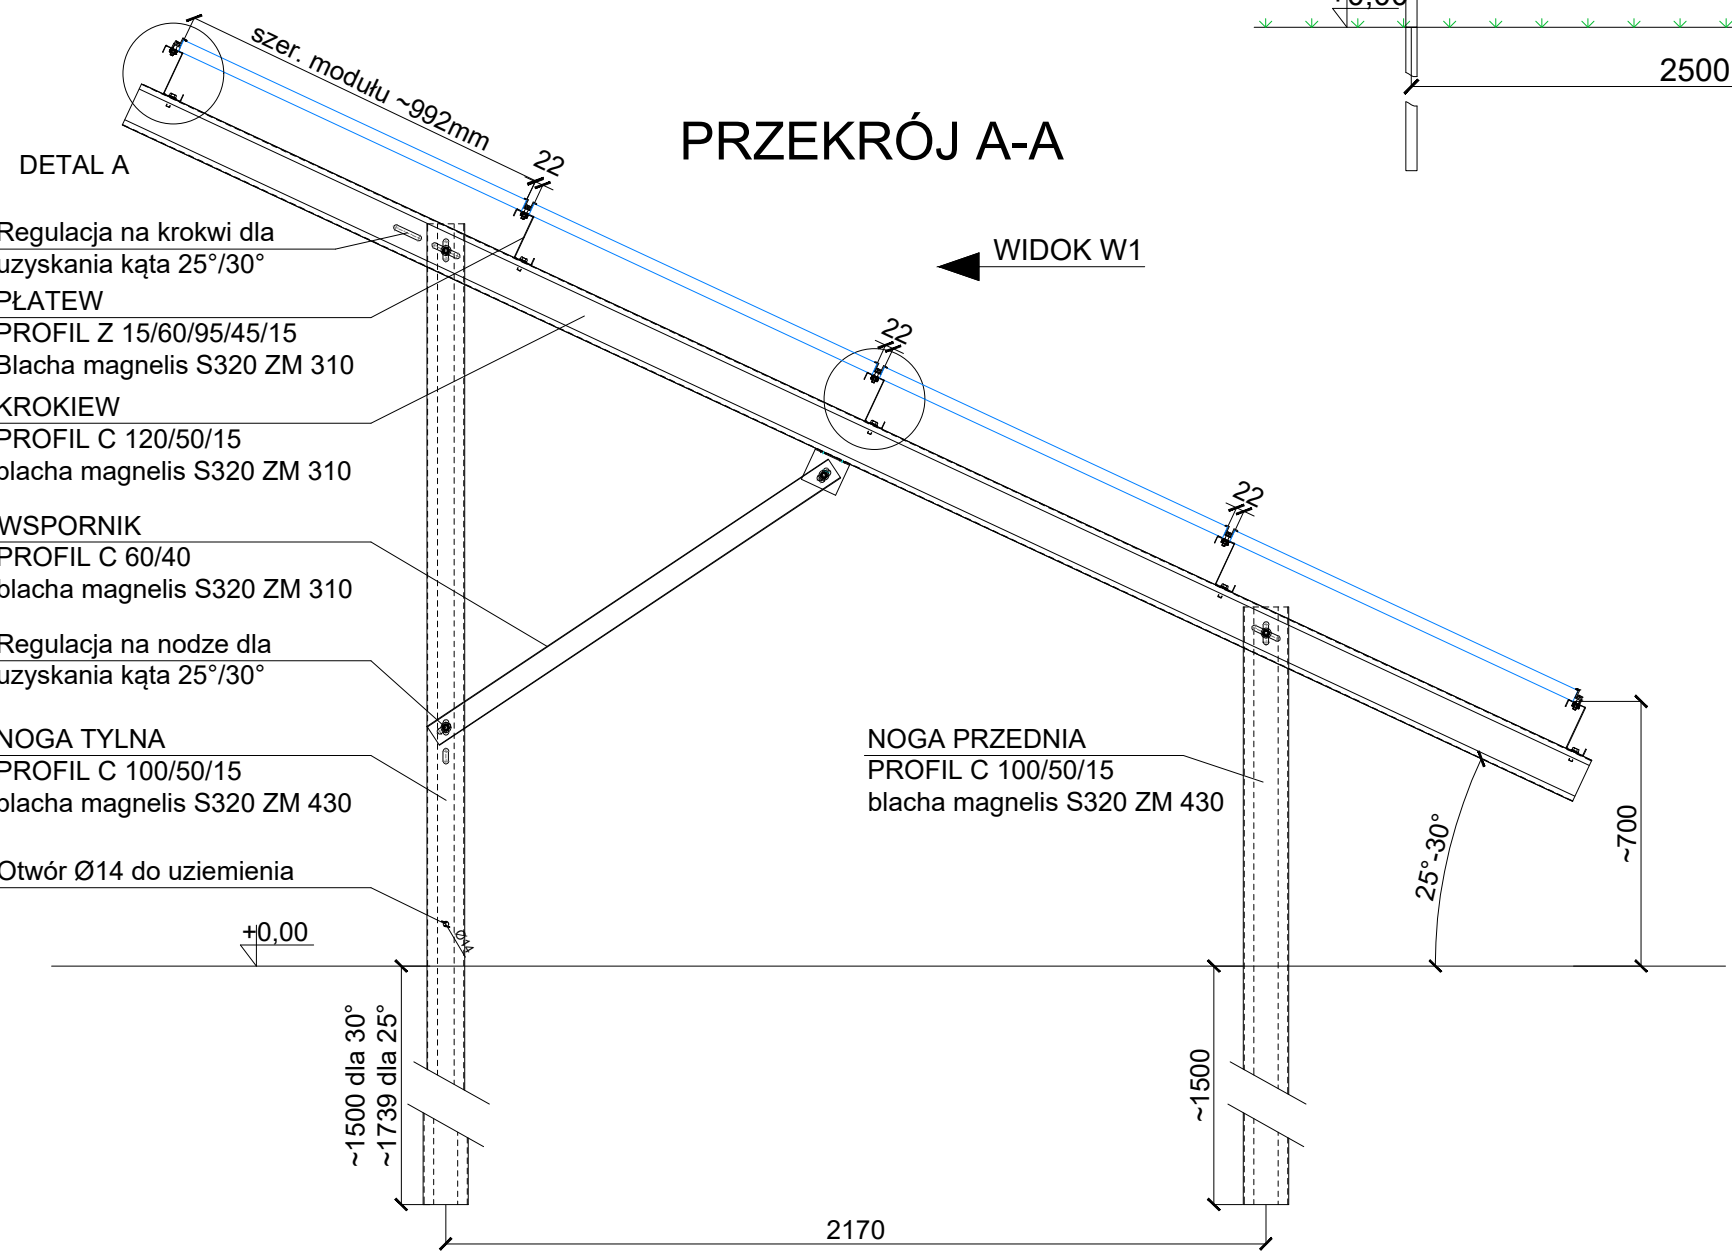 +0,00
2500
szer. modułu ~992mm
22
PRZEKRÓJ A-A
DETAL A
Regulacja na krokwi dla
uzyskania kąta 25°/30°
WIDOK W1
PŁATEW
PROFIL Z 15/60/95/45/15
Blacha magnelis S320 ZM 310
22
KROKIEW
PROFIL C 120/50/15
blacha magnelis S320 ZM 310
22
WSPORNIK
PROFIL C 60/40
blacha magnelis S320 ZM 310
Regulacja na nodze dla
uzyskania kąta 25°/30°
NOGA TYLNA
PROFIL C 100/50/15
blacha magnelis S320 ZM 430
NOGA PRZEDNIA
PROFIL C 100/50/15
blacha magnelis S320 ZM 430
25°-30°
~700
Otwór Ø14 do uziemienia
Ø14
+0,00
~1500 dla 30°
~1739 dla 25°
~1500
2170